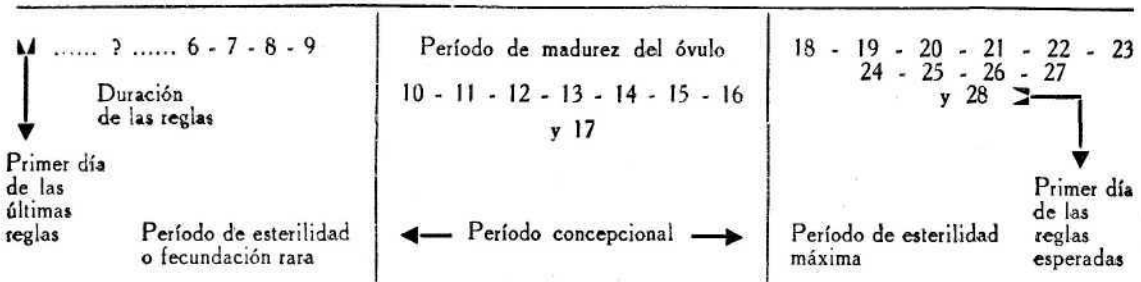 ...... ? ...... 6 - 7 - 8 - 9
Duración
de las reglas
Primer día
de las
últimas
reglas
Período de esterilidad
o fecundación rara
Período de madurez del óvulo
10 - 11 - 12 - 13 - 14 - 15 - 16
y 17
Período concepcional
18 - 19 - 20 - 21 - 22 - 23
24 - 25 - 26 - 27
y 28
Período de esterilidad
máxima
Primer día
de las
reglas
esperadas